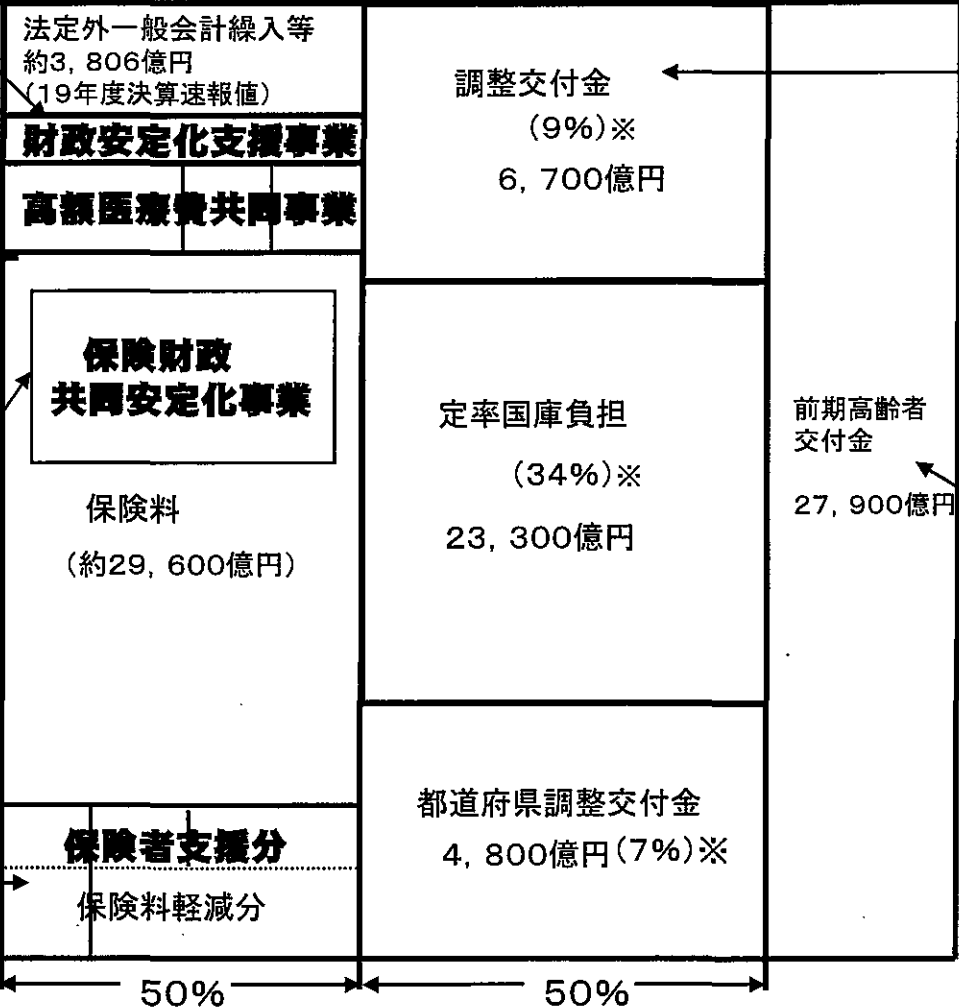 法定外一般会計繰入等
約3,806億円
(19年度決算速報値)
財政安定化支援事業
高額医療費共同事業
保険財政
共同安定化事業
保険料
(約29,600億円)
保険者支援分
保険料軽減分
調整交付金
(9%)※
6,700億円
定率国庫負担
(34%)※
23,300億円
都道府県調整交付金
4,800億円(7%)※
前期高齢者
交付金
27,900億円
50%
50%